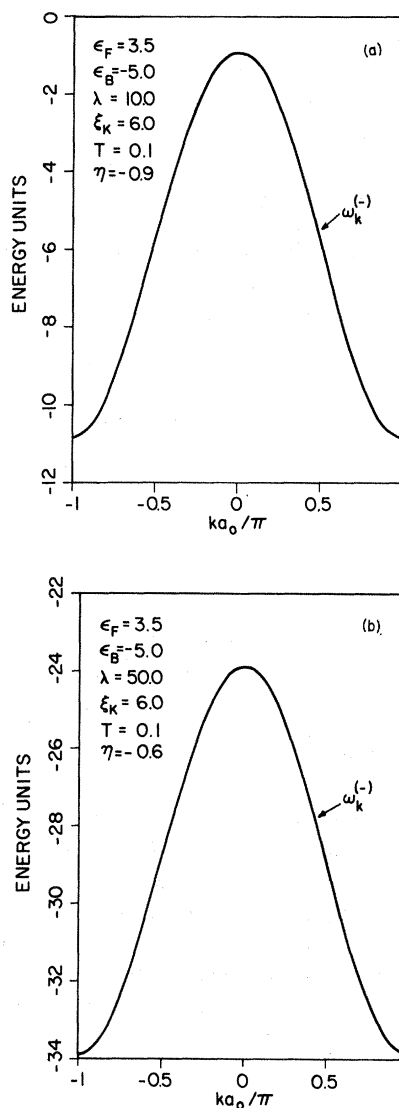 (a)
ϵ_F = 3.5
ϵ_B = -5.0
λ = 10.0
ξ_K = 6.0
T = 0.1
η = -0.9
ω_k^(-)
ENERGY UNITS
0
-2
-4
-6
-8
-10
-12
-1
-0.5
0
0.5
ka_o/π
(b)
ϵ_F = 3.5
ϵ_B = -5.0
λ = 50.0
ξ_K = 6.0
T = 0.1
η = -0.6
ω_k^(-)
ENERGY UNITS
-22
-24
-26
-28
-30
-32
-34
-1
-0.5
0
0.5
ka_o/π